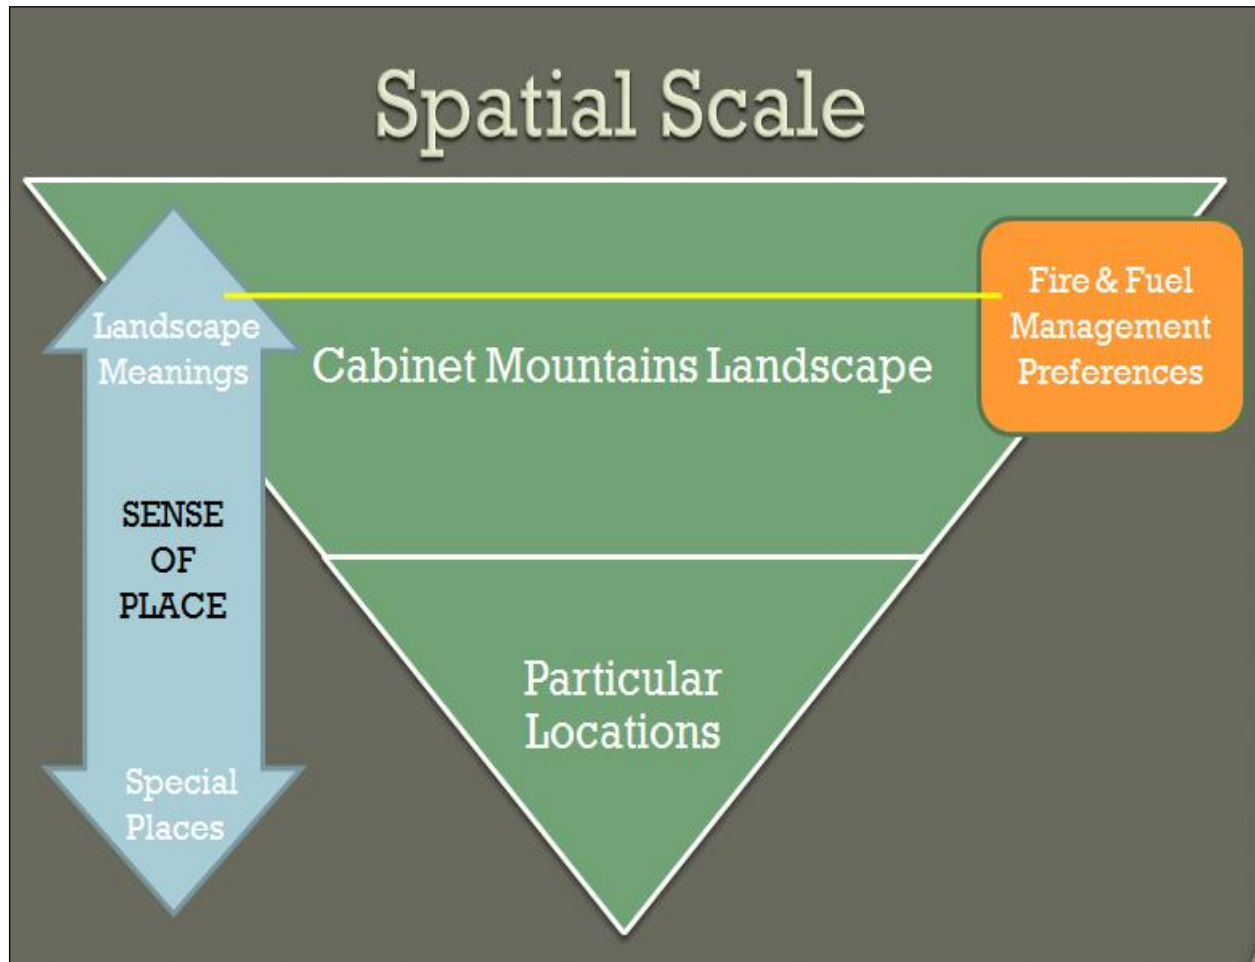 Spatial Scale
Landscape
Meanings
Cabinet Mountains Landscape
Fire & Fuel
Management
Preferences
SENSE
OF
PLACE
Particular
Locations
Special
Places